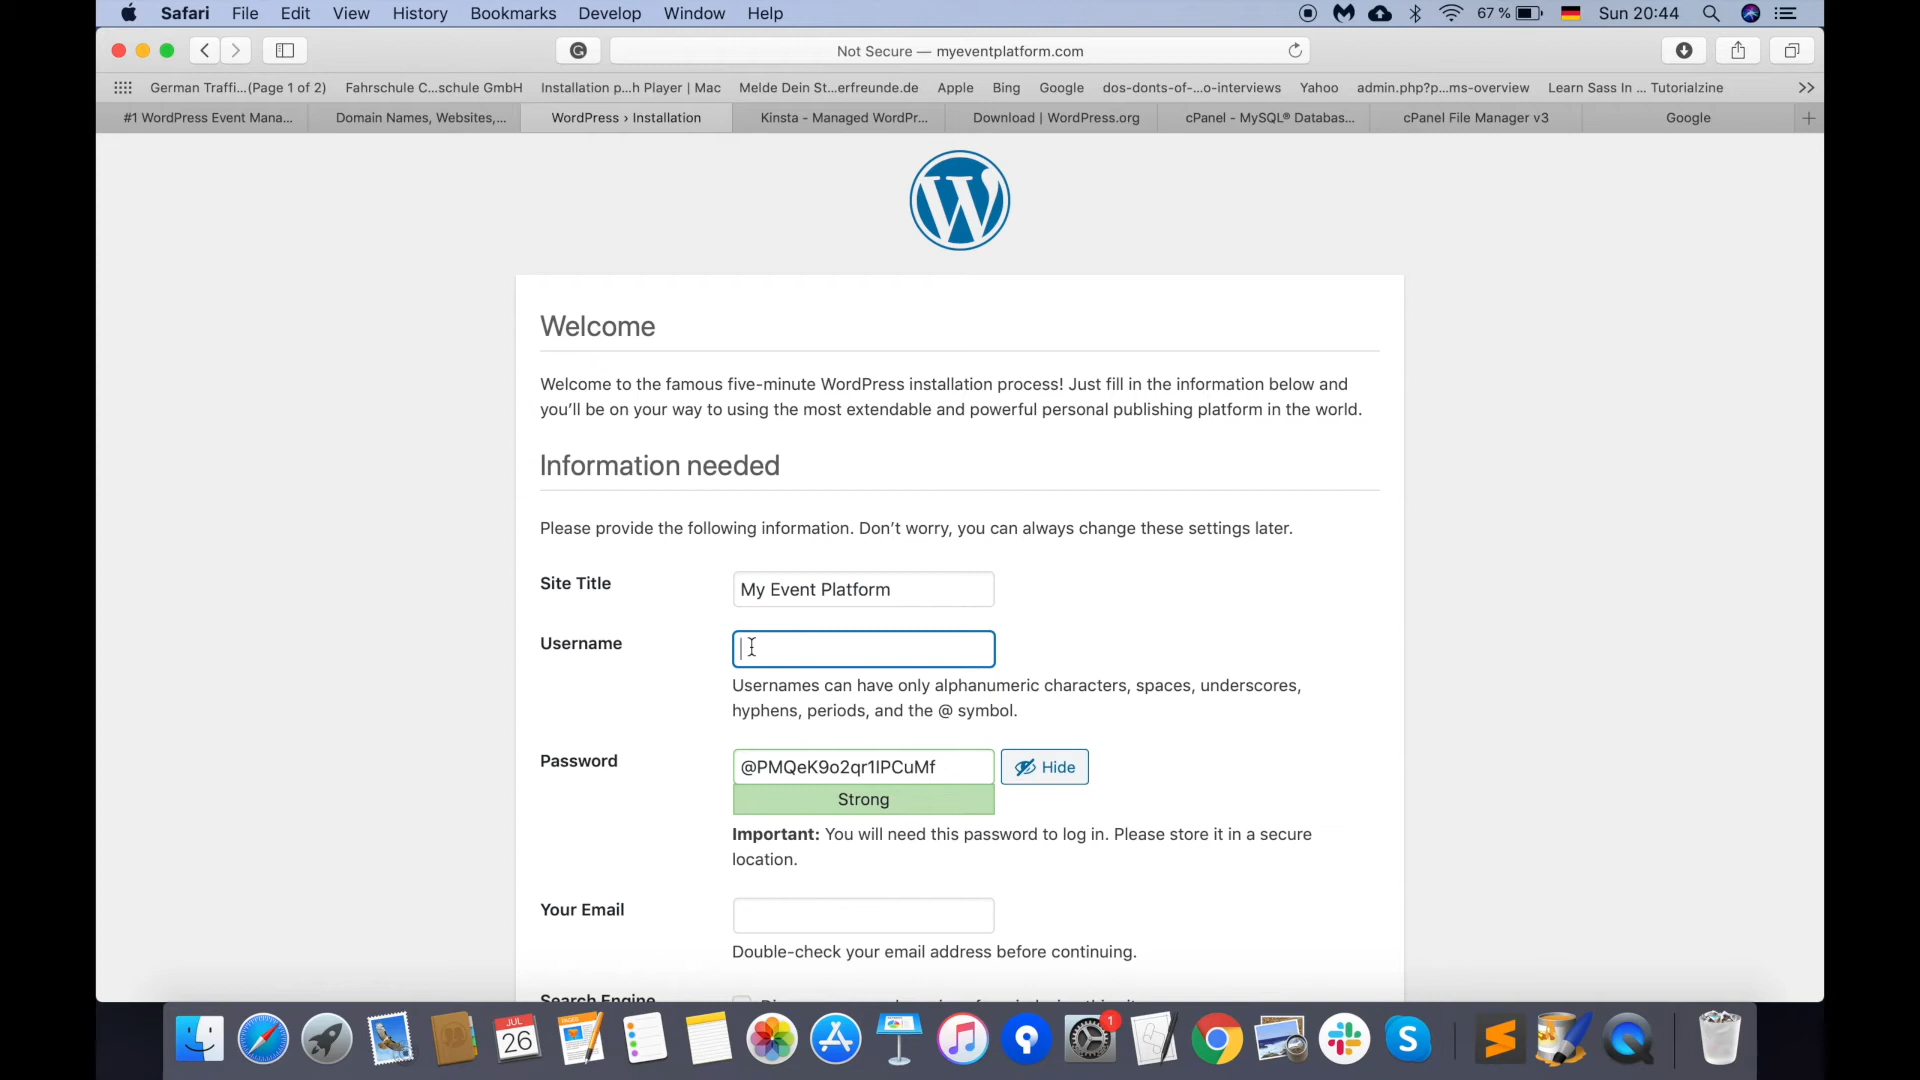 Safari File Edit View History Bookmarks Develop Window Help 67 % Sun 20:44
Not Secure — myeventplatform.com
German Traffi...(Page 1 of 2) Fahrschule C...schule GmbH Installation p...h Player | Mac Melde Dein St...erfreunde.de Apple Bing Google dos-donts-of-...o-interviews Yahoo admin.php?p...ms-overview Learn Sass In ... Tutorialzine >>
#1 WordPress Event Mana... Domain Names, Websites,... WordPress › Installation Kinsta - Managed WordPr... Download | WordPress.org cPanel - MySQL® Databas... cPanel File Manager v3 Google
Welcome
Welcome to the famous five-minute WordPress installation process! Just fill in the information below and
you’ll be on your way to using the most extendable and powerful personal publishing platform in the world.
Information needed
Please provide the following information. Don’t worry, you can always change these settings later.
Site Title My Event Platform
Username
Usernames can have only alphanumeric characters, spaces, underscores,
hyphens, periods, and the @ symbol.
Password @PMQeK9o2qr1IPCuMf Hide
Strong
Important: You will need this password to log in. Please store it in a secure
location.
Your Email
Double-check your email address before continuing.
Search Engine
JUL
26
PAGES
1